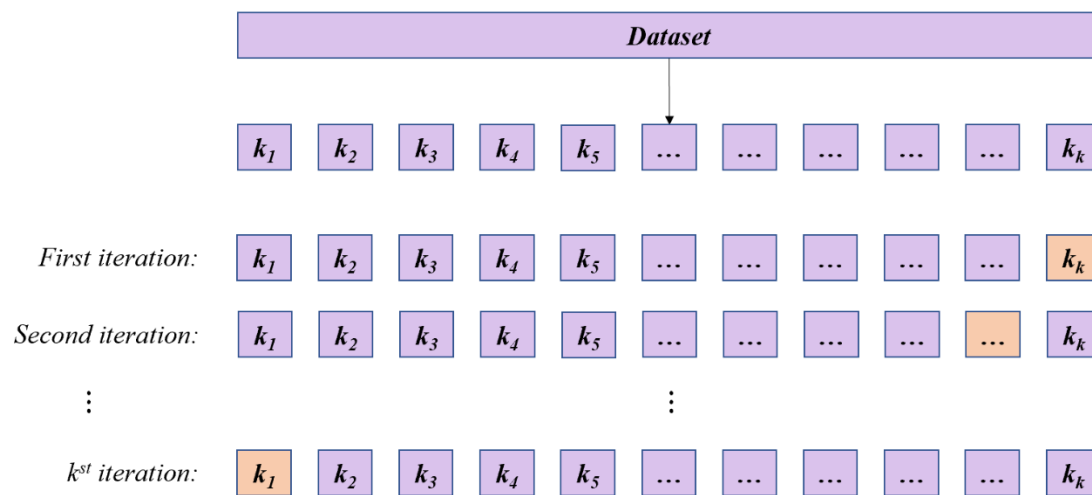 Dataset
k₁ k₂ k₃ k₄ k₅ ... ... ... ... ... kₖ
First iteration: k₁ k₂ k₃ k₄ k₅ ... ... ... ... ... kₖ
Second iteration: k₁ k₂ k₃ k₄ k₅ ... ... ... ... ... kₖ
⋮ ⋮
kˢᵗ iteration: k₁ k₂ k₃ k₄ k₅ ... ... ... ... ... kₖ